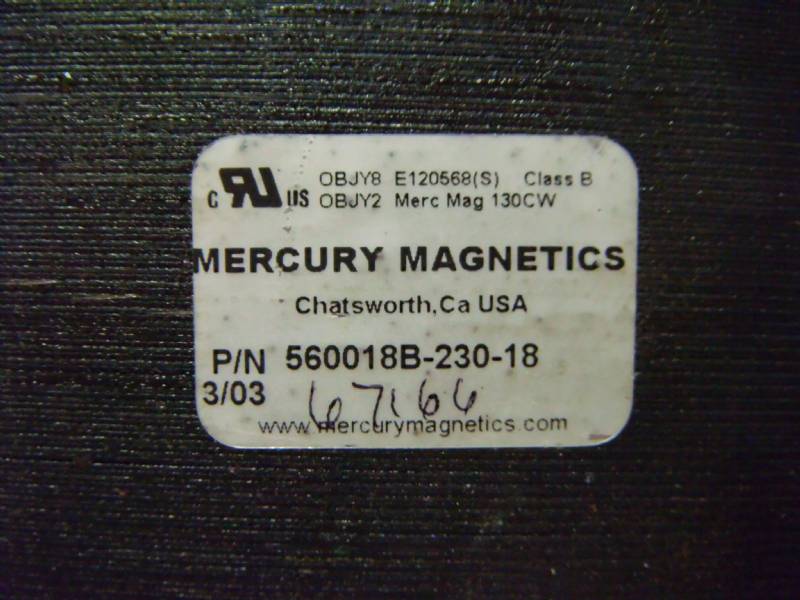 c RU US OBJY8 E120568(S) Class B
OBJY2 Merc Mag 130CW
MERCURY MAGNETICS
Chatsworth,Ca USA
P/N 560018B-230-18
3/03 67166
www.mercurymagnetics.com